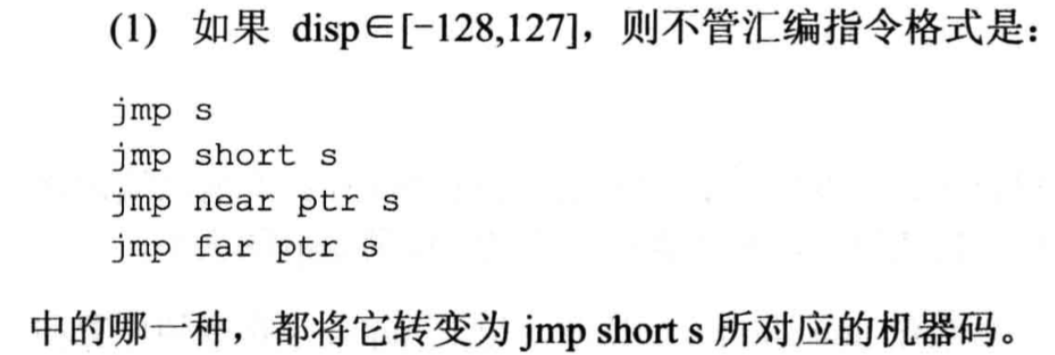 (1) 如果 disp∈[-128,127]，则不管汇编指令格式是：
jmp s
jmp short s
jmp near ptr s
jmp far ptr s
中的哪一种，都将它转变为 jmp short s 所对应的机器码。